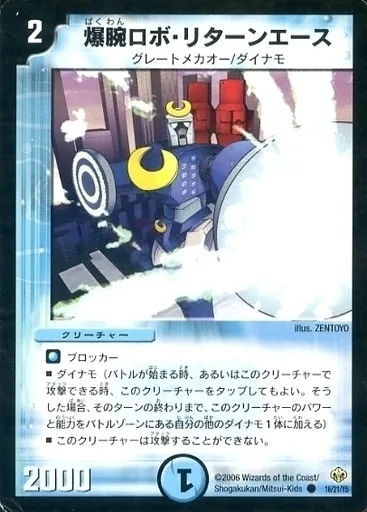 2
ばくわん
爆腕ロボ・リターンエース
グレートメカオー/ダイナモ
illus. ZENTOYO
クリーチャー
ブロッカー
■ ダイナモ（バトルが始まる時、あるいはこのクリーチャーで
攻撃できる時、このクリーチャーをタップしてもよい。そう
した場合、そのターンの終わりまで、このクリーチャーのパワー
と能力をバトルゾーンにある自分の他のダイナモ1体に加える）
■ このクリーチャーは攻撃することができない。
2000
1
©2006 Wizards of the Coast/
Shogakukan/Mitsui-Kids
16/21/15